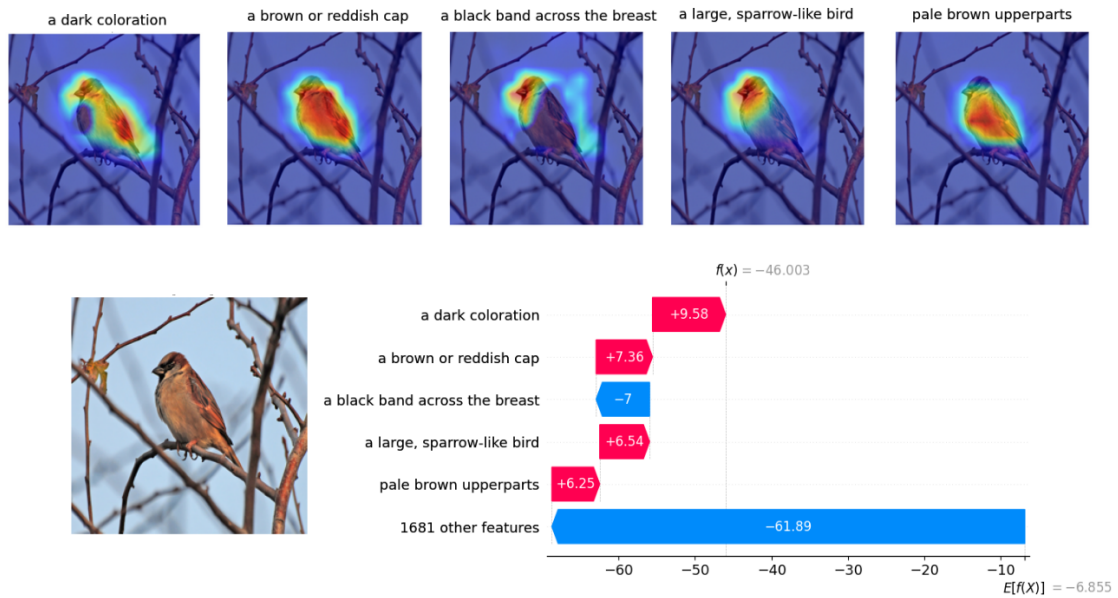 a dark coloration
a brown or reddish cap
a black band across the breast
a large, sparrow-like bird
pale brown upperparts
f(x) = −46.003
a dark coloration
+9.58
a brown or reddish cap
+7.36
a black band across the breast
−7
a large, sparrow-like bird
+6.54
pale brown upperparts
+6.25
1681 other features
−61.89
−60
−50
−40
−30
−20
−10
E[f(X)] = −6.855